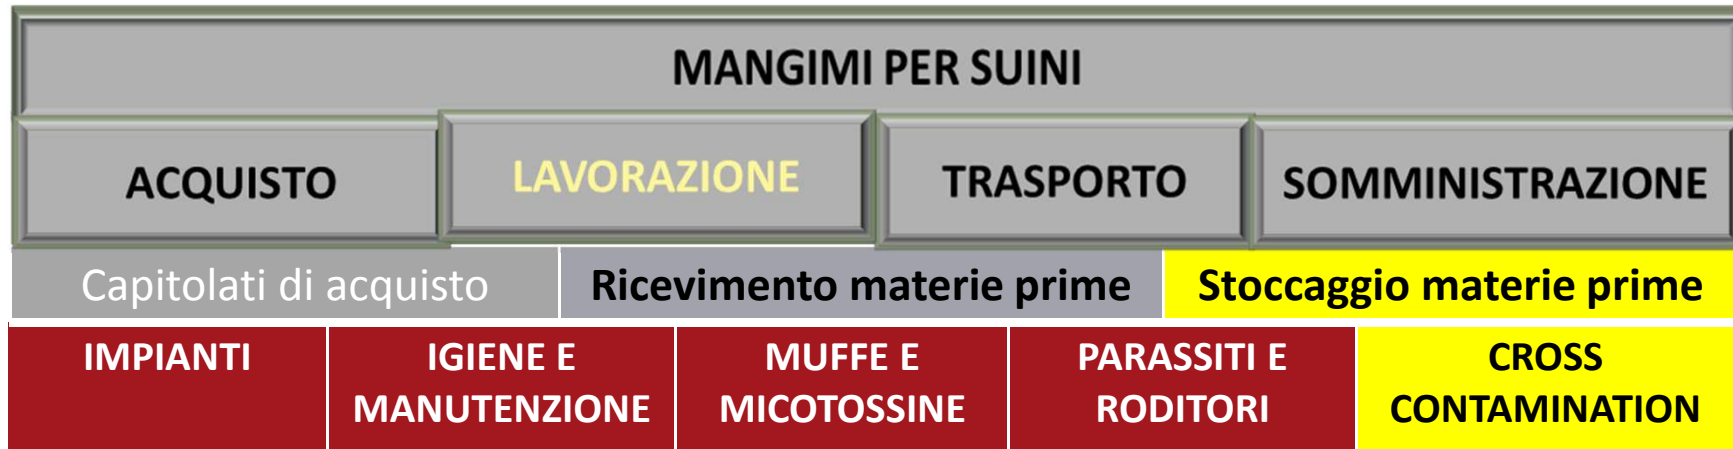 MANGIMI PER SUINI
ACQUISTO
LAVORAZIONE
TRASPORTO
SOMMINISTRAZIONE
Capitolati di acquisto
Ricevimento materie prime
Stoccaggio materie prime
IMPIANTI
IGIENE E
MANUTENZIONE
MUFFE E
MICOTOSSINE
PARASSITI E
RODITORI
CROSS
CONTAMINATION